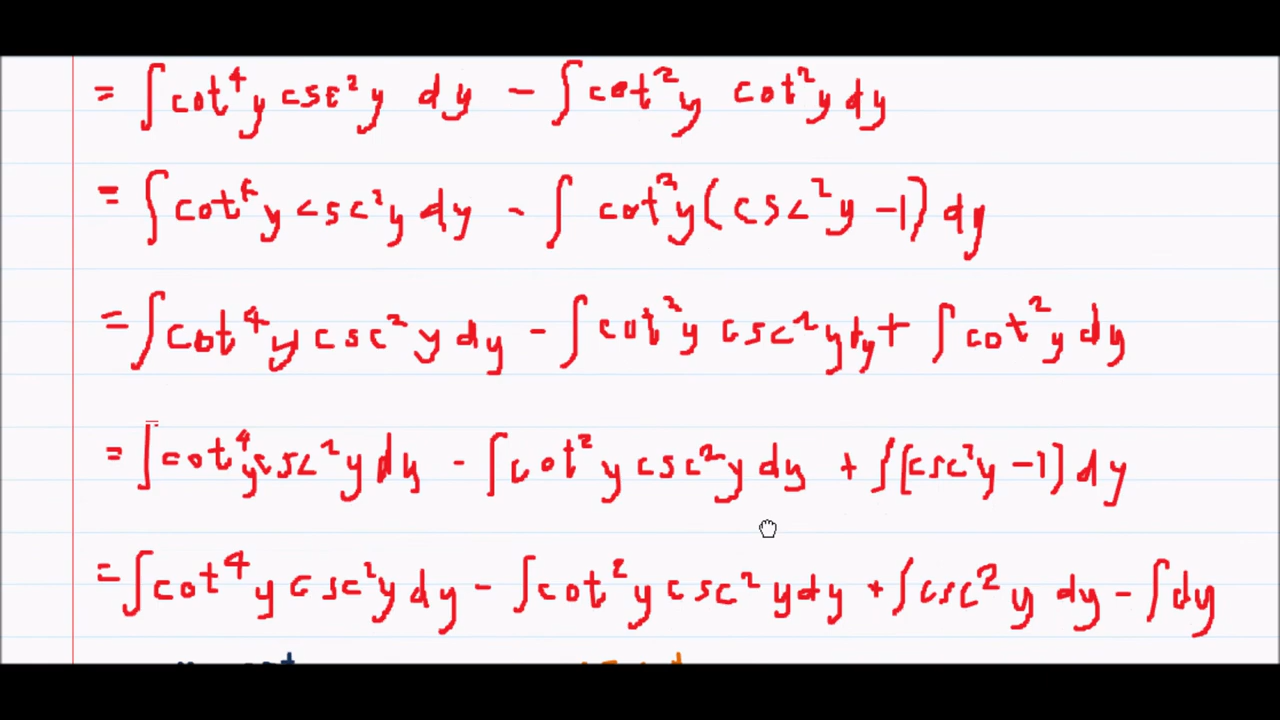 = ∫cot⁴y csc²y dy − ∫cot²y cot²y dy
= ∫cot⁴y csc²y dy - ∫ cot²y(csc²y -1) dy
= ∫cot⁴y csc²y dy - ∫cot²y csc²y dy + ∫cot²y dy
= ∫cot⁴y csc²y dy - ∫cot²y csc²y dy + ∫[csc²y -1] dy
= ∫cot⁴y csc²y dy - ∫cot²y csc²y dy + ∫csc²y dy - ∫dy